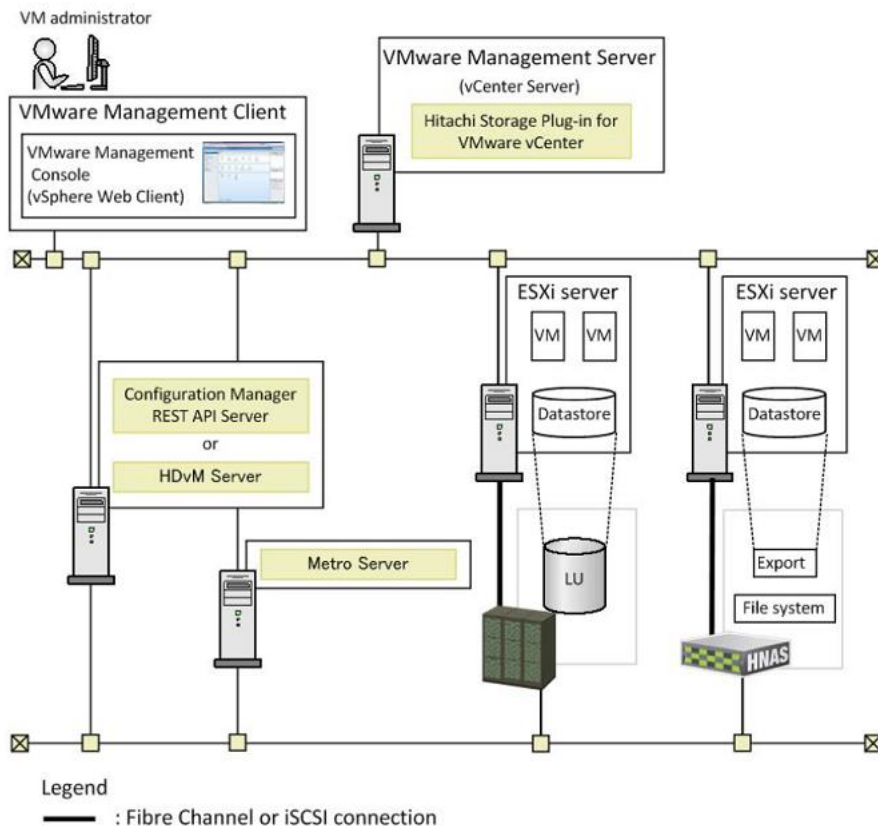 VM administrator
VMware Management Client
VMware Management
Console
(vSphere Web Client)
VMware Management Server
(vCenter Server)
Hitachi Storage Plug-in for
VMware vCenter
Configuration Manager
REST API Server
or
HDvM Server
Metro Server
ESXi server
VM
VM
Datastore
LU
ESXi server
VM
VM
Datastore
Export
File system
HNAS
Legend
: Fibre Channel or iSCSI connection